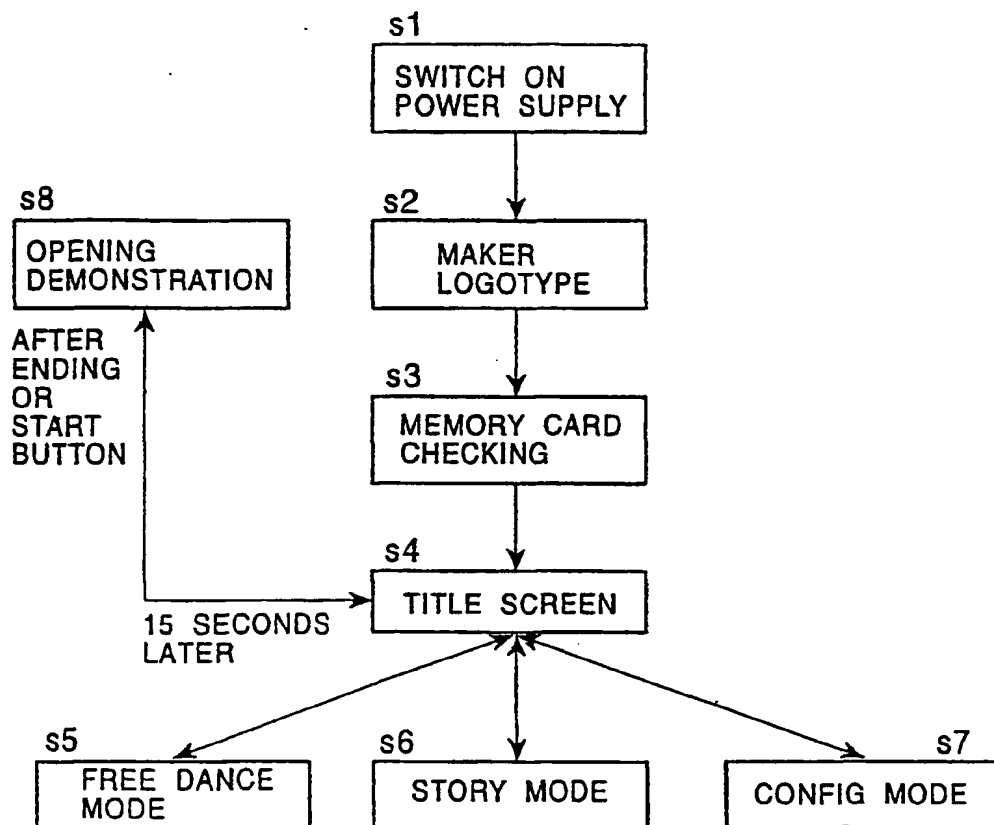 s1
SWITCH ON
POWER SUPPLY
s8
OPENING
DEMONSTRATION
s2
MAKER
LOGOTYPE
AFTER
ENDING
OR
START
BUTTON
s3
MEMORY CARD
CHECKING
s4
TITLE SCREEN
15 SECONDS
LATER
s5
FREE DANCE
MODE
s6
STORY MODE
s7
CONFIG MODE